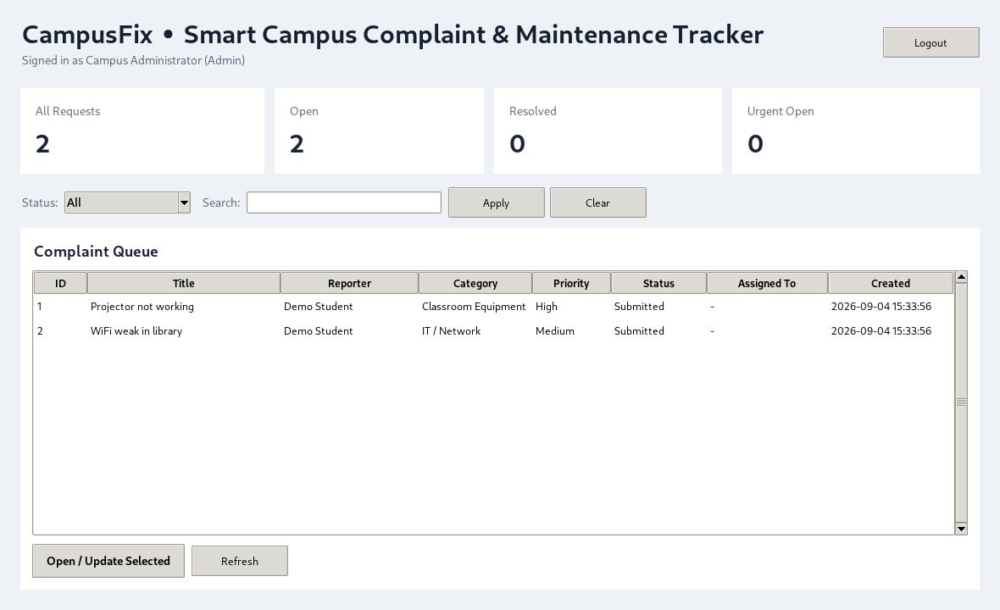 CampusFix • Smart Campus Complaint & Maintenance Tracker
Logout
Signed in as Campus Administrator (Admin)
All Requests Open Resolved Urgent Open
2 2 0 0
Status: All Search: Apply Clear
Complaint Queue
ID Title Reporter Category Priority Status Assigned To Created
1 Projector not working Demo Student Classroom Equipment High Submitted - 2026-09-04 15:33:56
2 WiFi weak in library Demo Student IT / Network Medium Submitted - 2026-09-04 15:33:56
Open / Update Selected Refresh